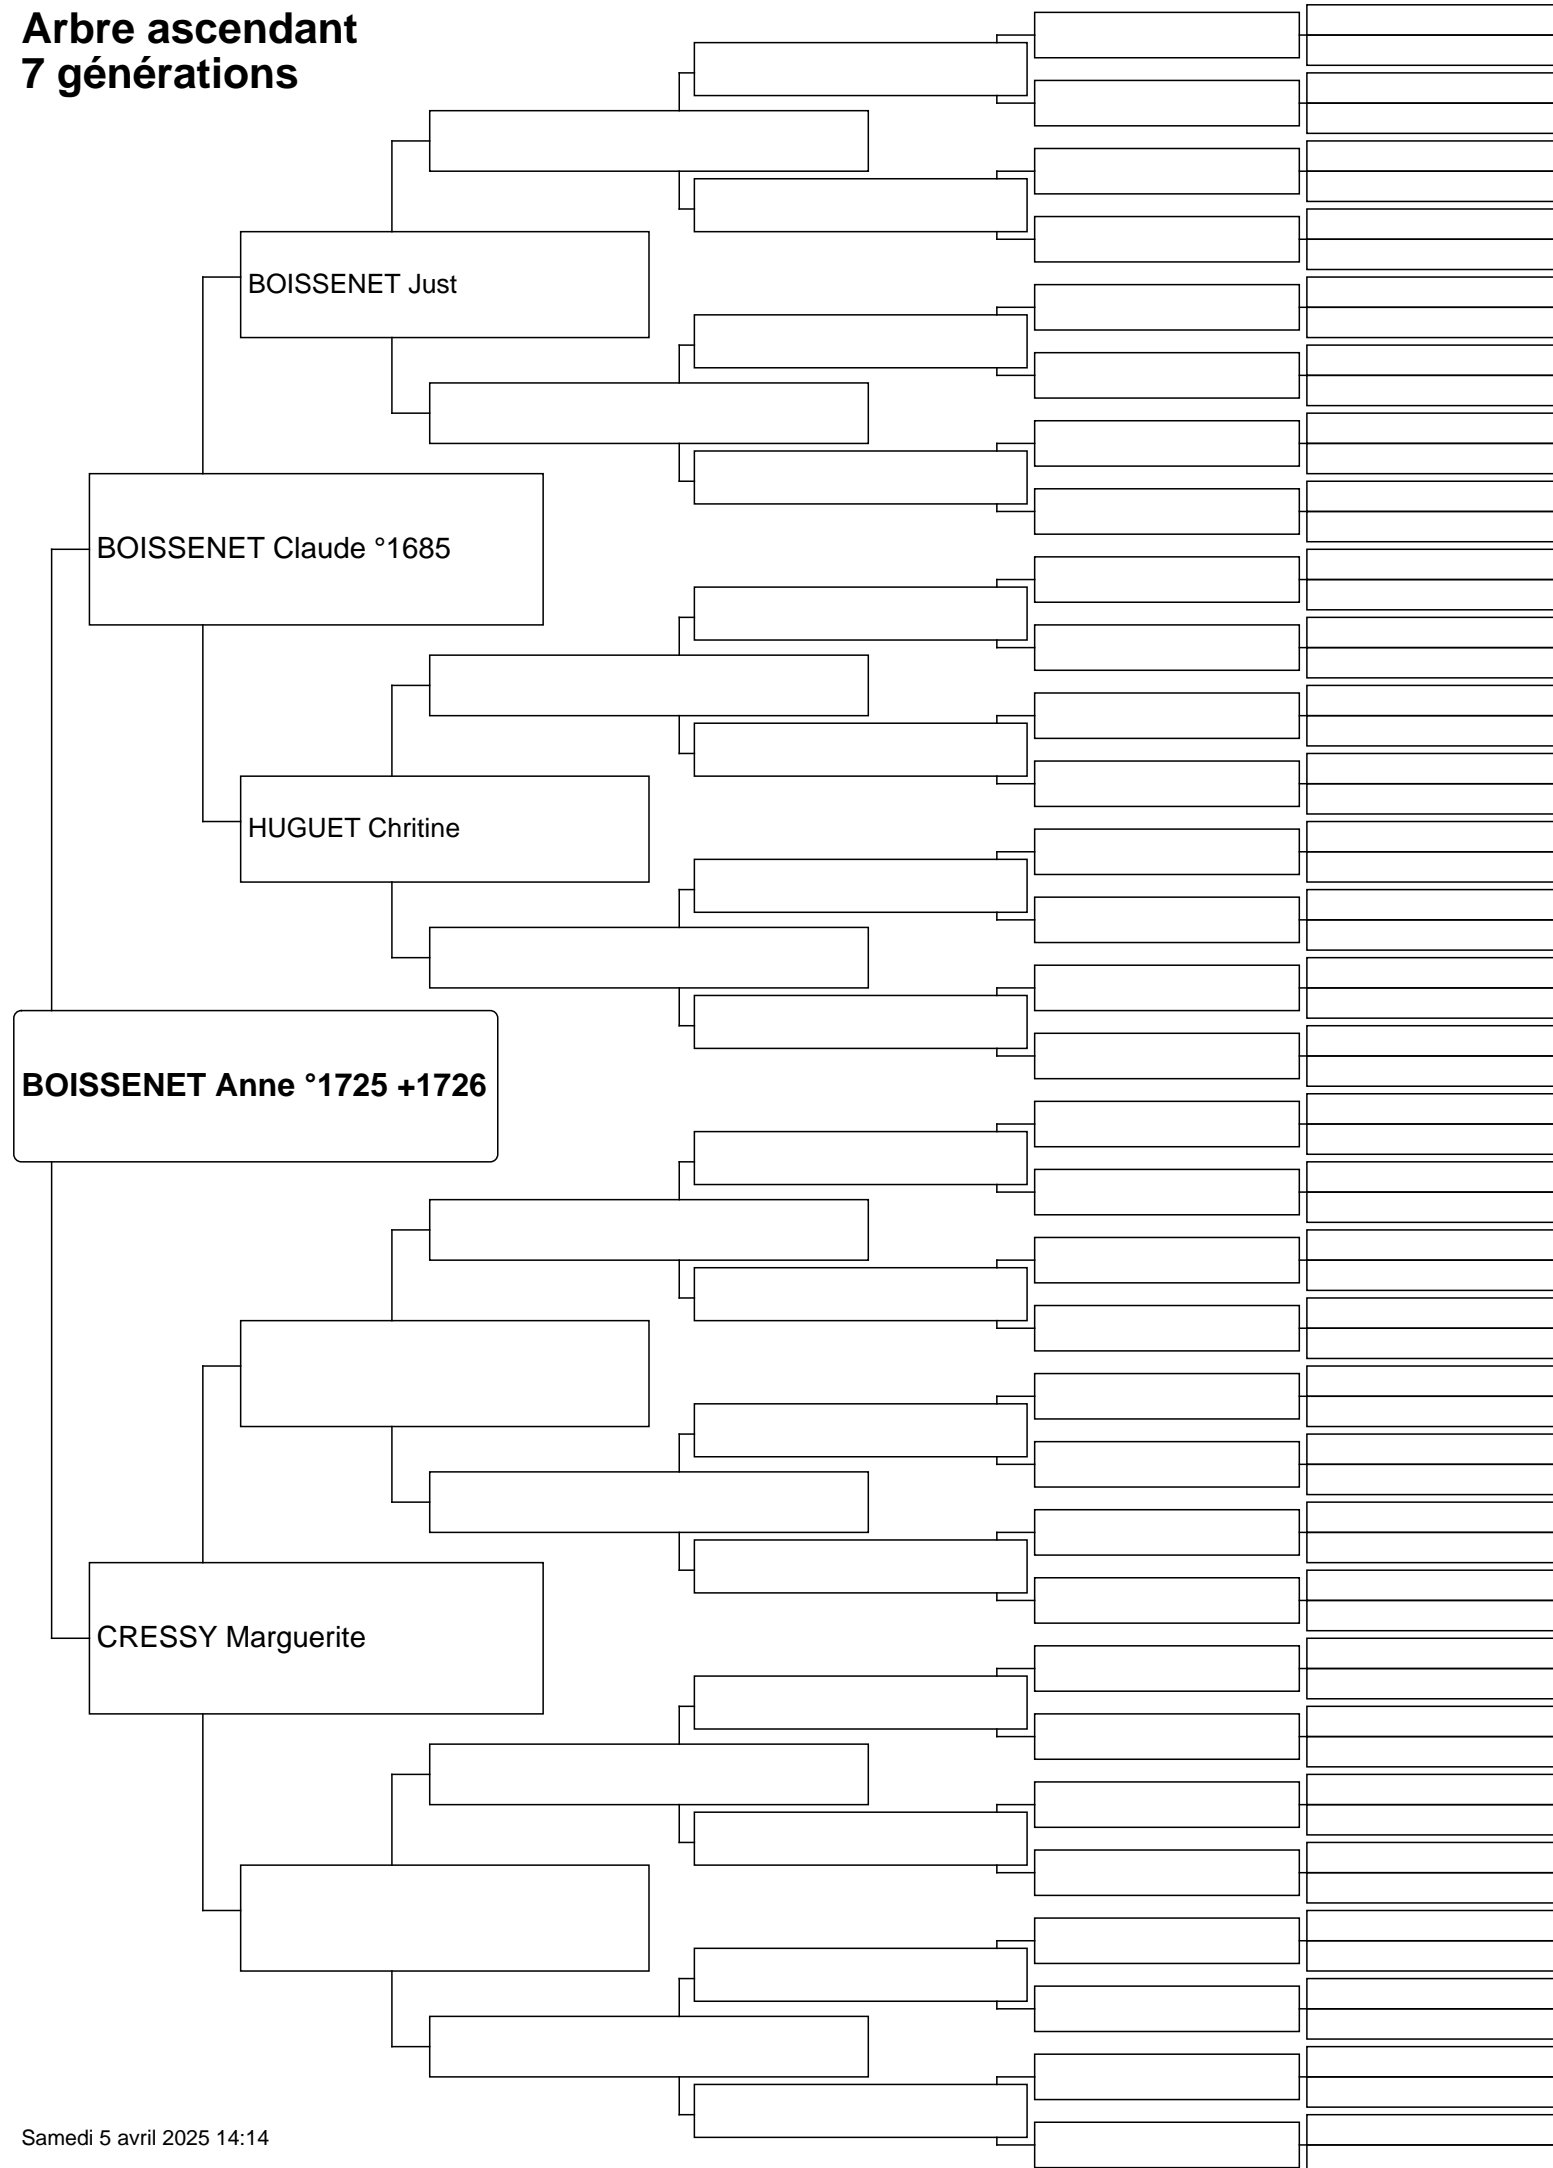 Arbre ascendant
7 générations
BOISSENET Just
BOISSENET Claude °1685
HUGUET Chritine
BOISSENET Anne °1725 +1726
CRESSY Marguerite
Samedi 5 avril 2025 14:14